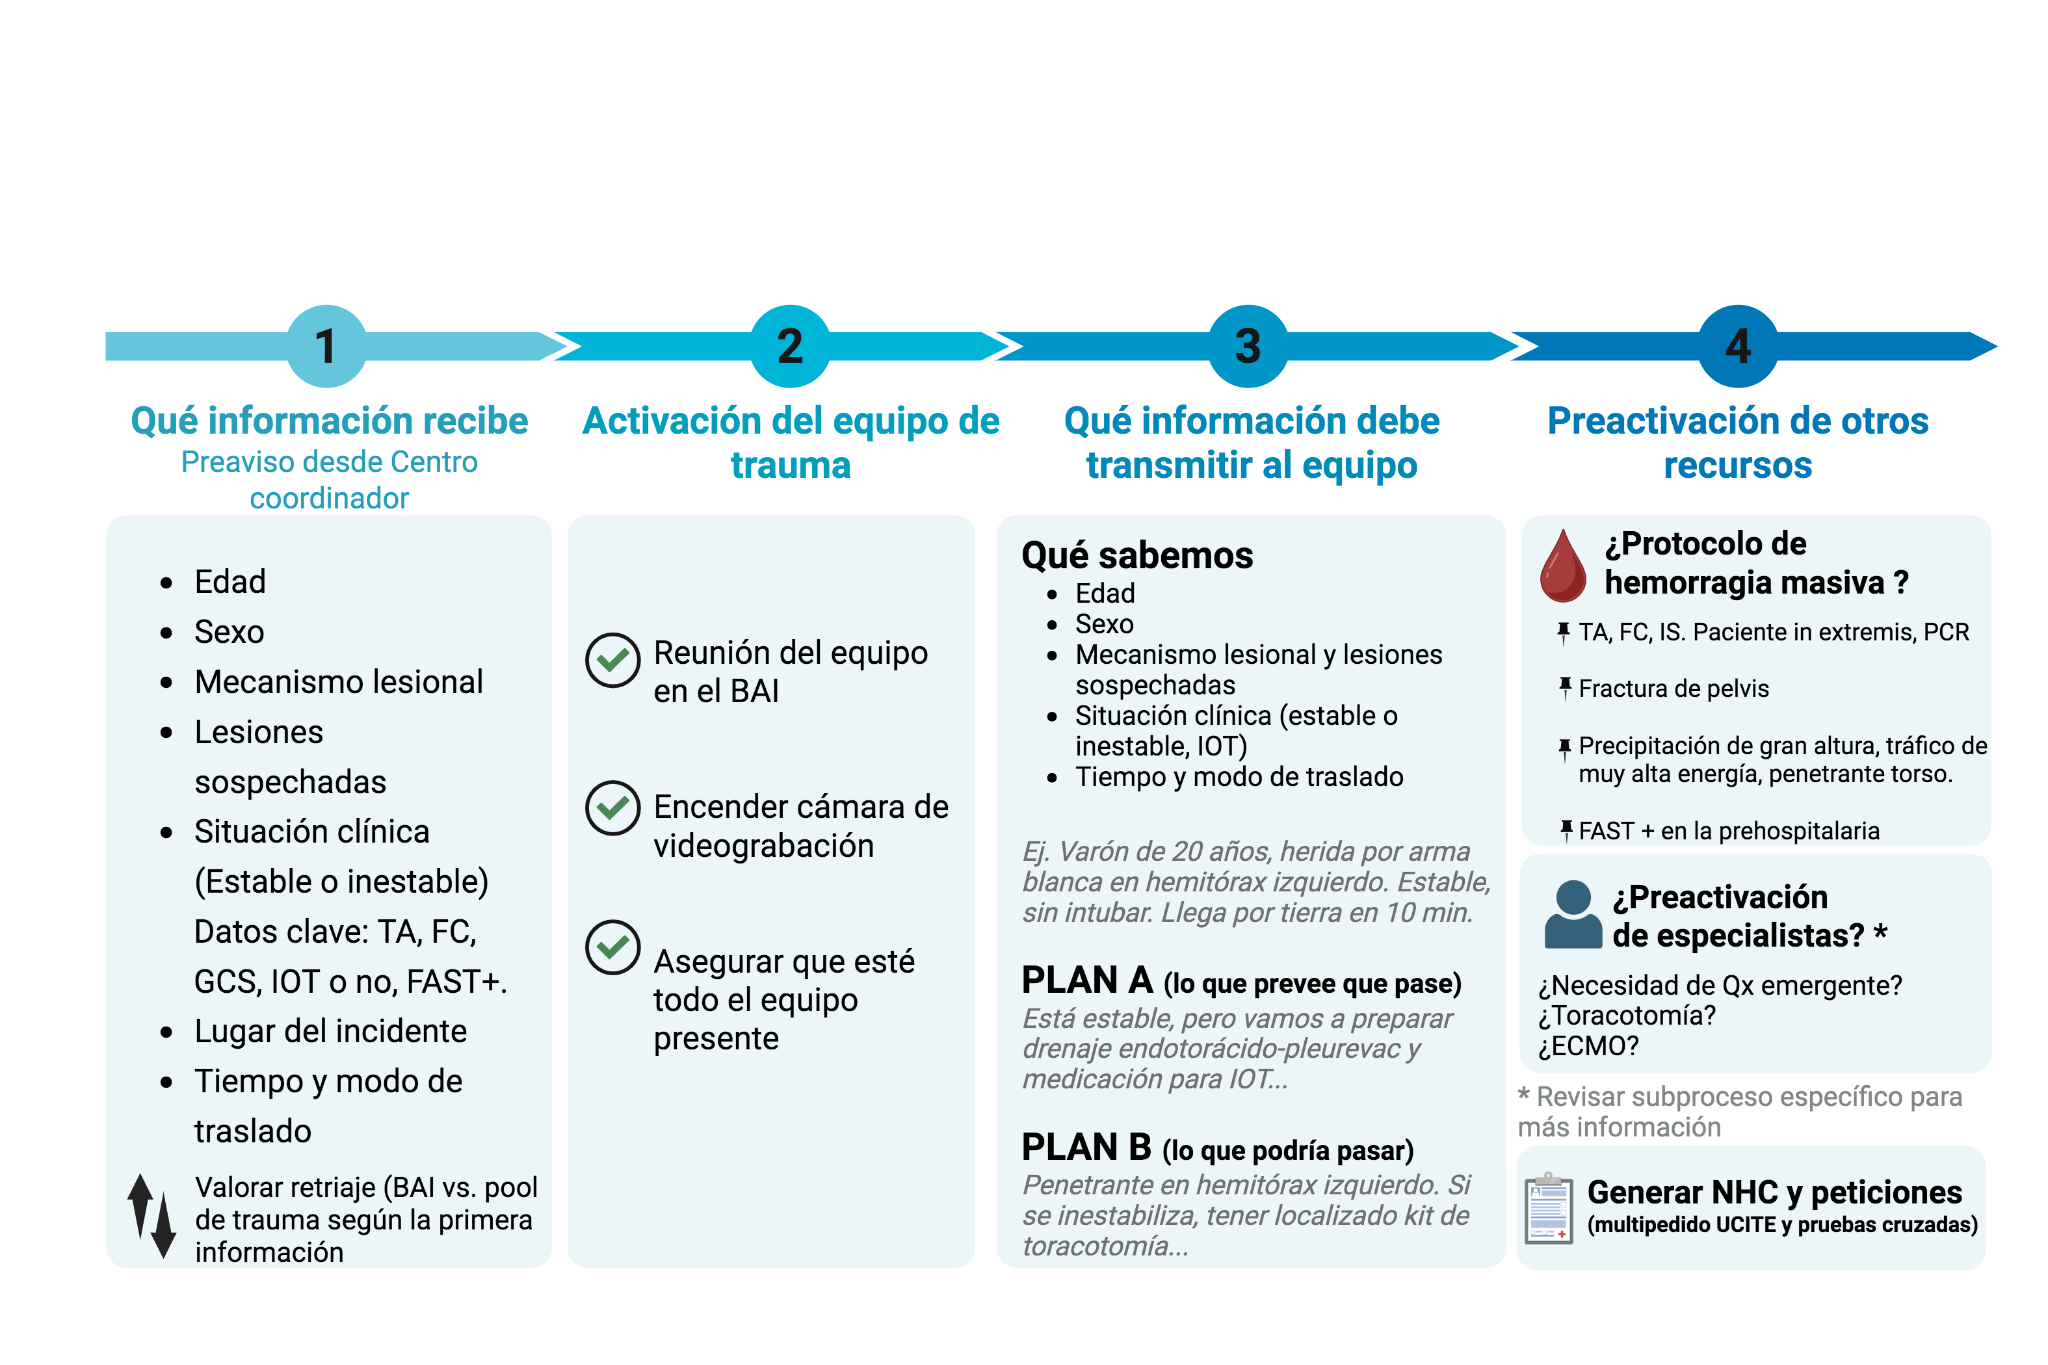 1
Qué información recibe
Preaviso desde Centro
coordinador
• Edad
• Sexo
• Mecanismo lesional
• Lesiones
sospechadas
• Situación clínica
(Estable o inestable)
Datos clave: TA, FC,
GCS, IOT o no, FAST+.
• Lugar del incidente
• Tiempo y modo de
traslado
Valorar retriaje (BAI vs. pool
de trauma según la primera
información
2
Activación del equipo de
trauma
Reunión del equipo
en el BAI
Encender cámara de
videograbación
Asegurar que esté
todo el equipo
presente
3
Qué información debe
transmitir al equipo
Qué sabemos
• Edad
• Sexo
• Mecanismo lesional y lesiones
sospechadas
• Situación clínica (estable o
inestable, IOT)
• Tiempo y modo de traslado
Ej. Varón de 20 años, herida por arma
blanca en hemitórax izquierdo. Estable,
sin intubar. Llega por tierra en 10 min.
PLAN A (lo que prevee que pase)
Está estable, pero vamos a preparar
drenaje endotorácido-pleurevac y
medicación para IOT...
PLAN B (lo que podría pasar)
Penetrante en hemitórax izquierdo. Si
se inestabiliza, tener localizado kit de
toracotomía...
4
Preactivación de otros
recursos
¿Protocolo de
hemorragia masiva ?
TA, FC, IS. Paciente in extremis, PCR
Fractura de pelvis
Precipitación de gran altura, tráfico de
muy alta energía, penetrante torso.
FAST + en la prehospitalaria
¿Preactivación
de especialistas? *
¿Necesidad de Qx emergente?
¿Toracotomía?
¿ECMO?
* Revisar subproceso específico para
más información
Generar NHC y peticiones
(multipedido UCITE y pruebas cruzadas)